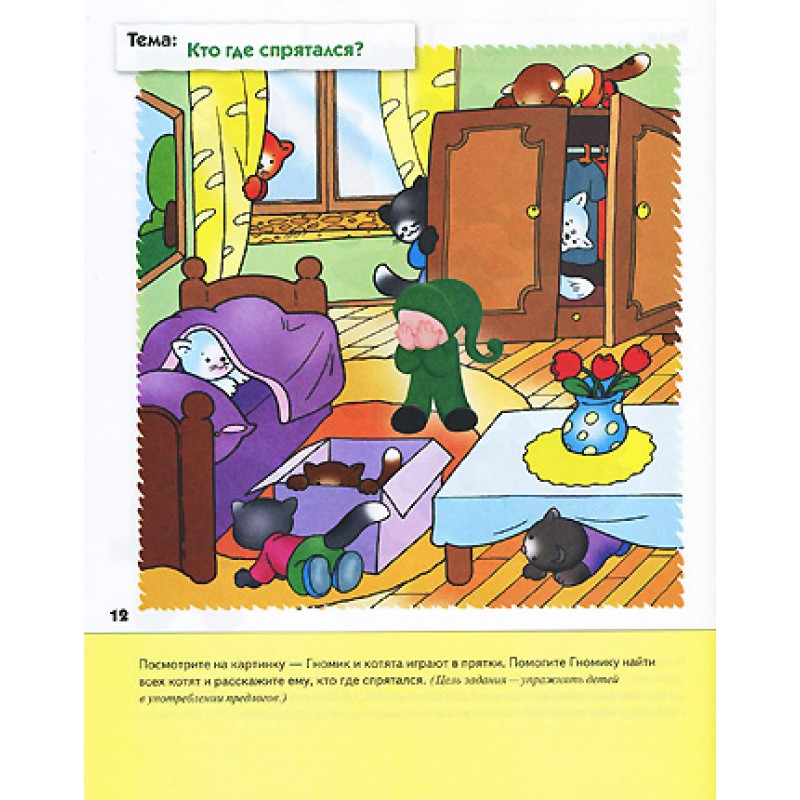 Тема: Кто где спрятался?
12
Посмотрите на картинку — Гномик и котята играют в прятки. Помогите Гномику найти
всех котят и расскажите ему, кто где спрятался. (Цель задания — упражнять детей
в употреблении предлогов.)